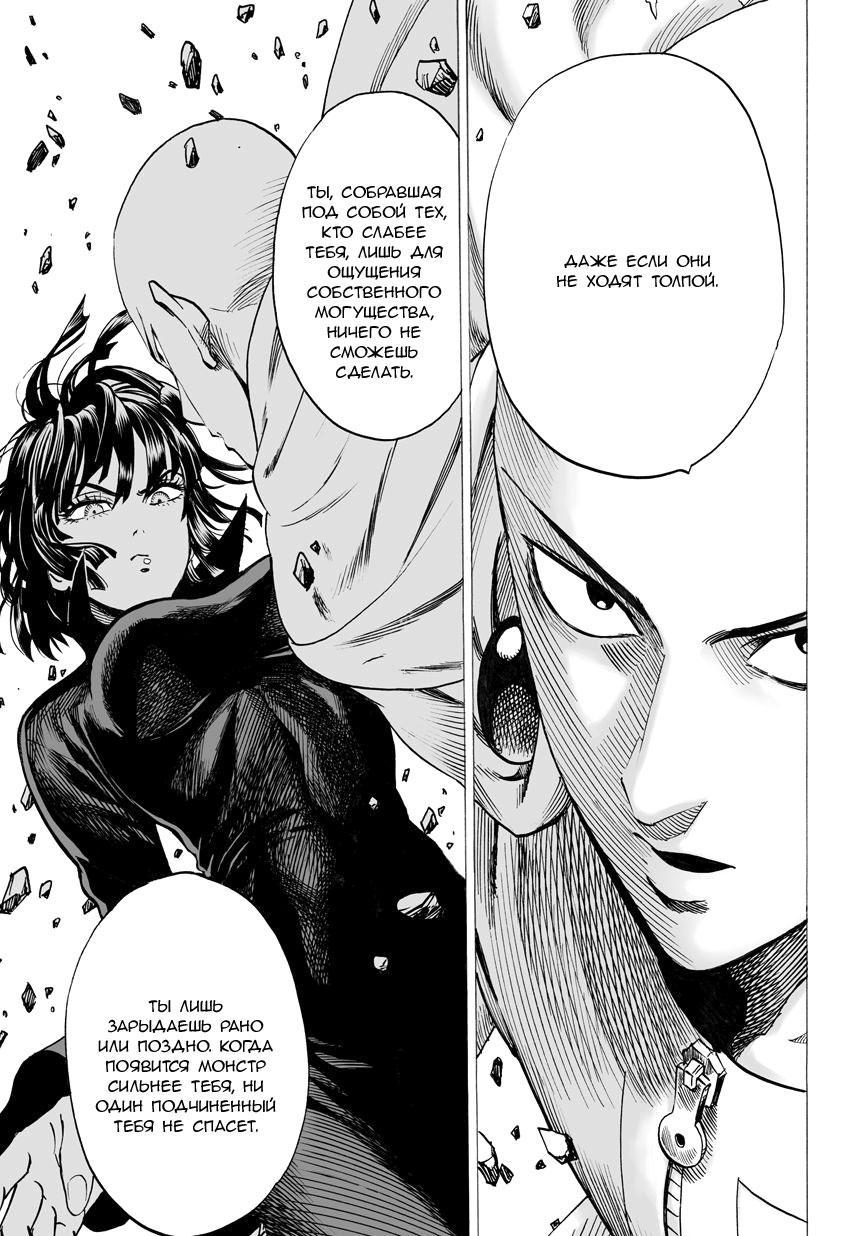 ДАЖЕ ЕСЛИ ОНИ
НЕ ХОДЯТ ТОЛПОЙ.
ТЫ, СОБРАВШАЯ
ПОД СОБОЙ ТЕХ,
КТО СЛАБЕЕ
ТЕБЯ, ЛИШЬ ДЛЯ
ОЩУЩЕНИЯ
СОБСТВЕННОГО
МОГУЩЕСТВА,
НИЧЕГО НЕ
СМОЖЕШЬ
СДЕЛАТЬ.
ТЫ ЛИШЬ
ЗАРЫДАЕШЬ РАНО
ИЛИ ПОЗДНО. КОГДА
ПОЯВИТСЯ МОНСТР
СИЛЬНЕЕ ТЕБЯ, НИ
ОДИН ПОДЧИНЕННЫЙ
ТЕБЯ НЕ СПАСЕТ.